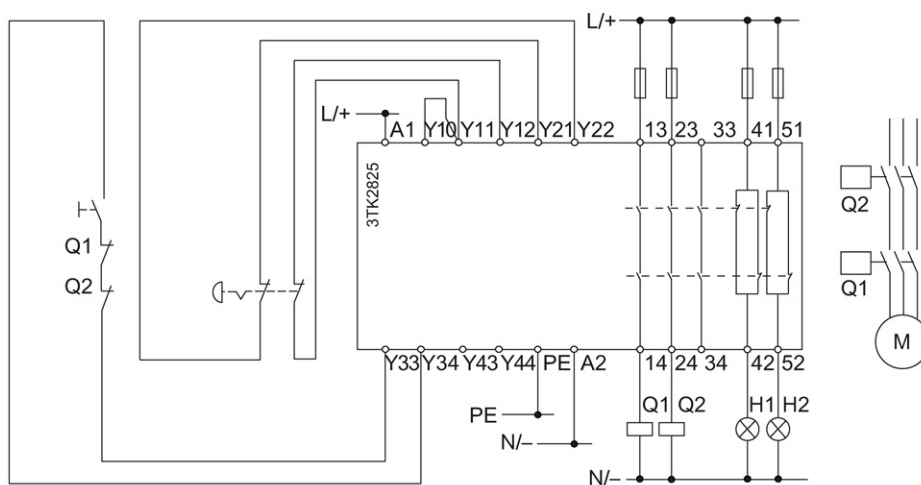 L/+
L/+
A1 Y10 Y11 Y12 Y21 Y22 13 23 33 41 51
3TK2825
Q2
Q1
Q2
Q1
M
Y33 Y34 Y43 Y44 PE A2 14 24 34 42 52
Q1 Q2 H1 H2
PE
N/–
N/–